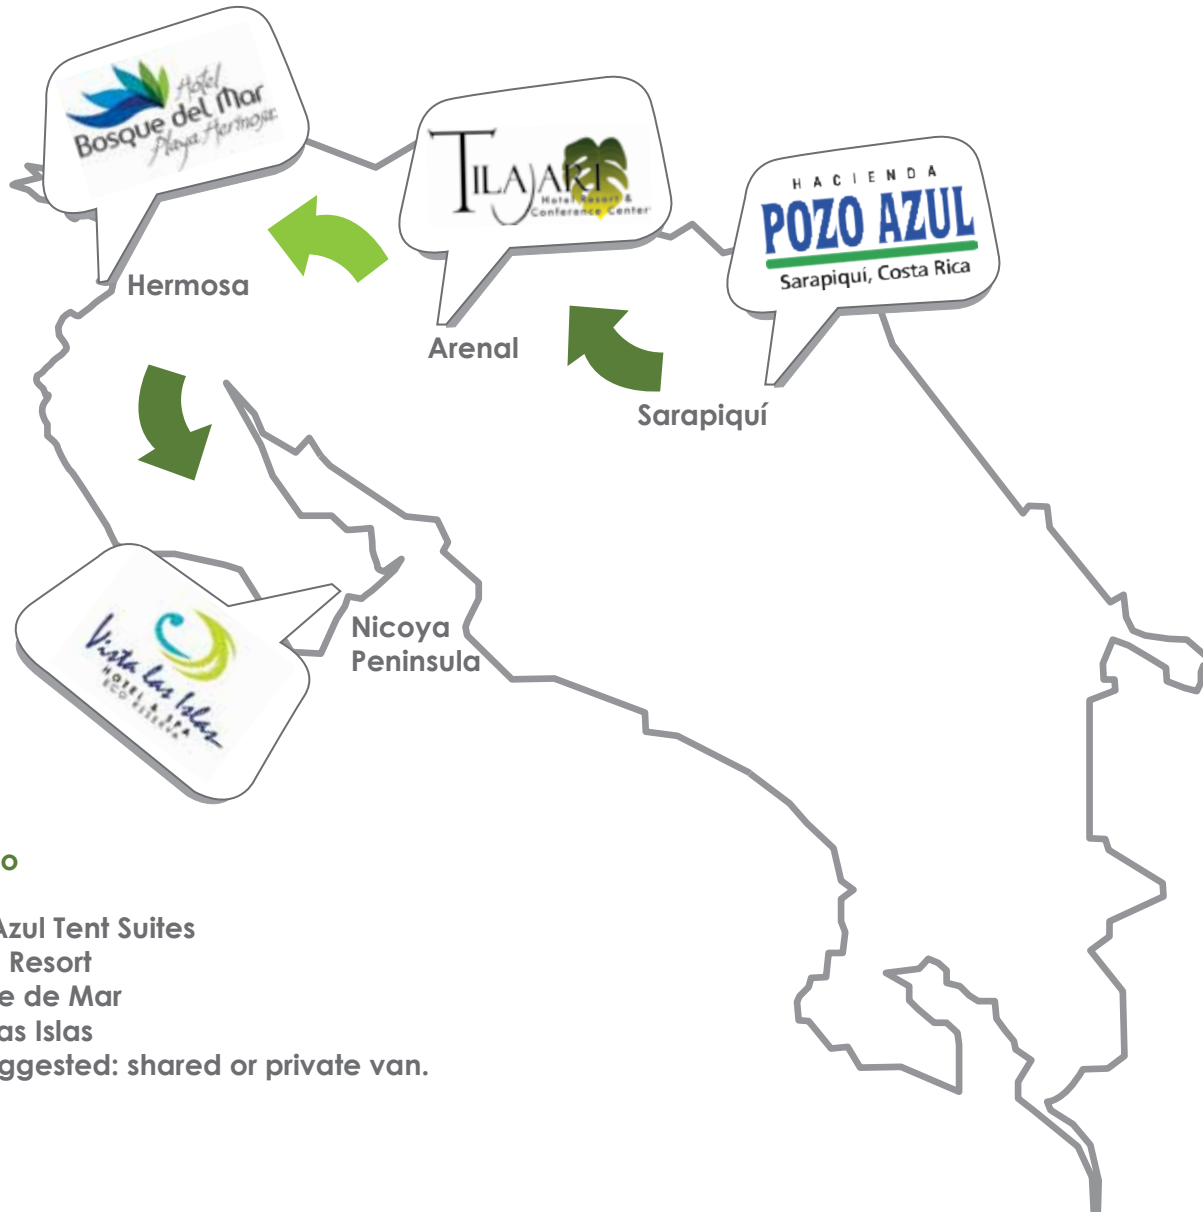 Hotel
Bosque del Mar
Playa Hermosa
TILAJARI
Hotel Resort &
Conference Center
HACIENDA
POZO AZUL
Sarapiquí, Costa Rica
Hermosa
Arenal
Sarapiquí
Vista las Islas
HOTEL & SPA
ECO RESERVA
Nicoya
Peninsula
o
Azul Tent Suites
Resort
e de Mar
as Islas
ggested: shared or private van.